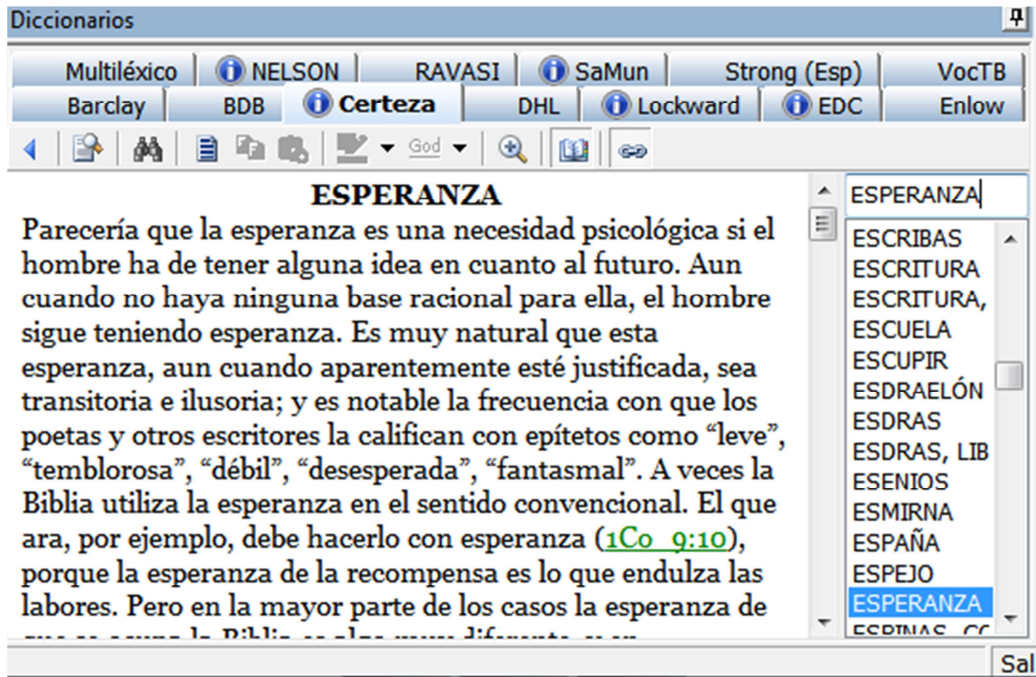 Diccionarios
Multiléxico NELSON RAVASI SaMun Strong (Esp) VocTB
Barclay BDB Certeza DHL Lockward EDC Enlow
God
ESPERANZA
Parecería que la esperanza es una necesidad psicológica si el
hombre ha de tener alguna idea en cuanto al futuro. Aun
cuando no haya ninguna base racional para ella, el hombre
sigue teniendo esperanza. Es muy natural que esta
esperanza, aun cuando aparentemente esté justificada, sea
transitoria e ilusoria; y es notable la frecuencia con que los
poetas y otros escritores la califican con epítetos como “leve”,
“temblorosa”, “débil”, “desesperada”, “fantasmal”. A veces la
Biblia utiliza la esperanza en el sentido convencional. El que
ara, por ejemplo, debe hacerlo con esperanza (1Co 9:10),
porque la esperanza de la recompensa es lo que endulza las
labores. Pero en la mayor parte de los casos la esperanza de
ESPERANZA
ESCRIBAS
ESCRITURA
ESCRITURA,
ESCUELA
ESCUPIR
ESDRAELÓN
ESDRAS
ESDRAS, LIB
ESENIOS
ESMIRNA
ESPAÑA
ESPEJO
ESPERANZA
Sal